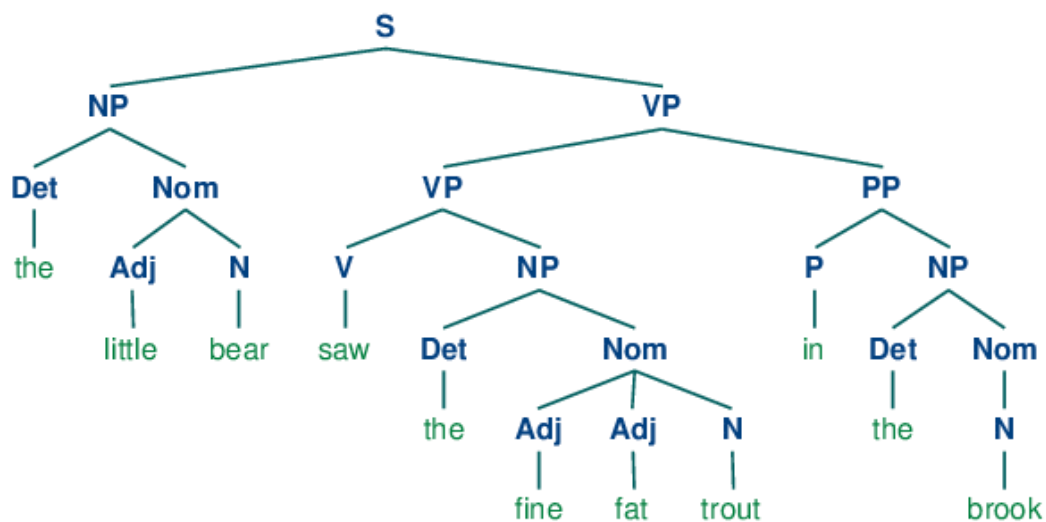 S
NP VP
Det Nom VP PP
the Adj N V NP P NP
little bear saw Det Nom in Det Nom
the Adj Adj N the N
fine fat trout brook